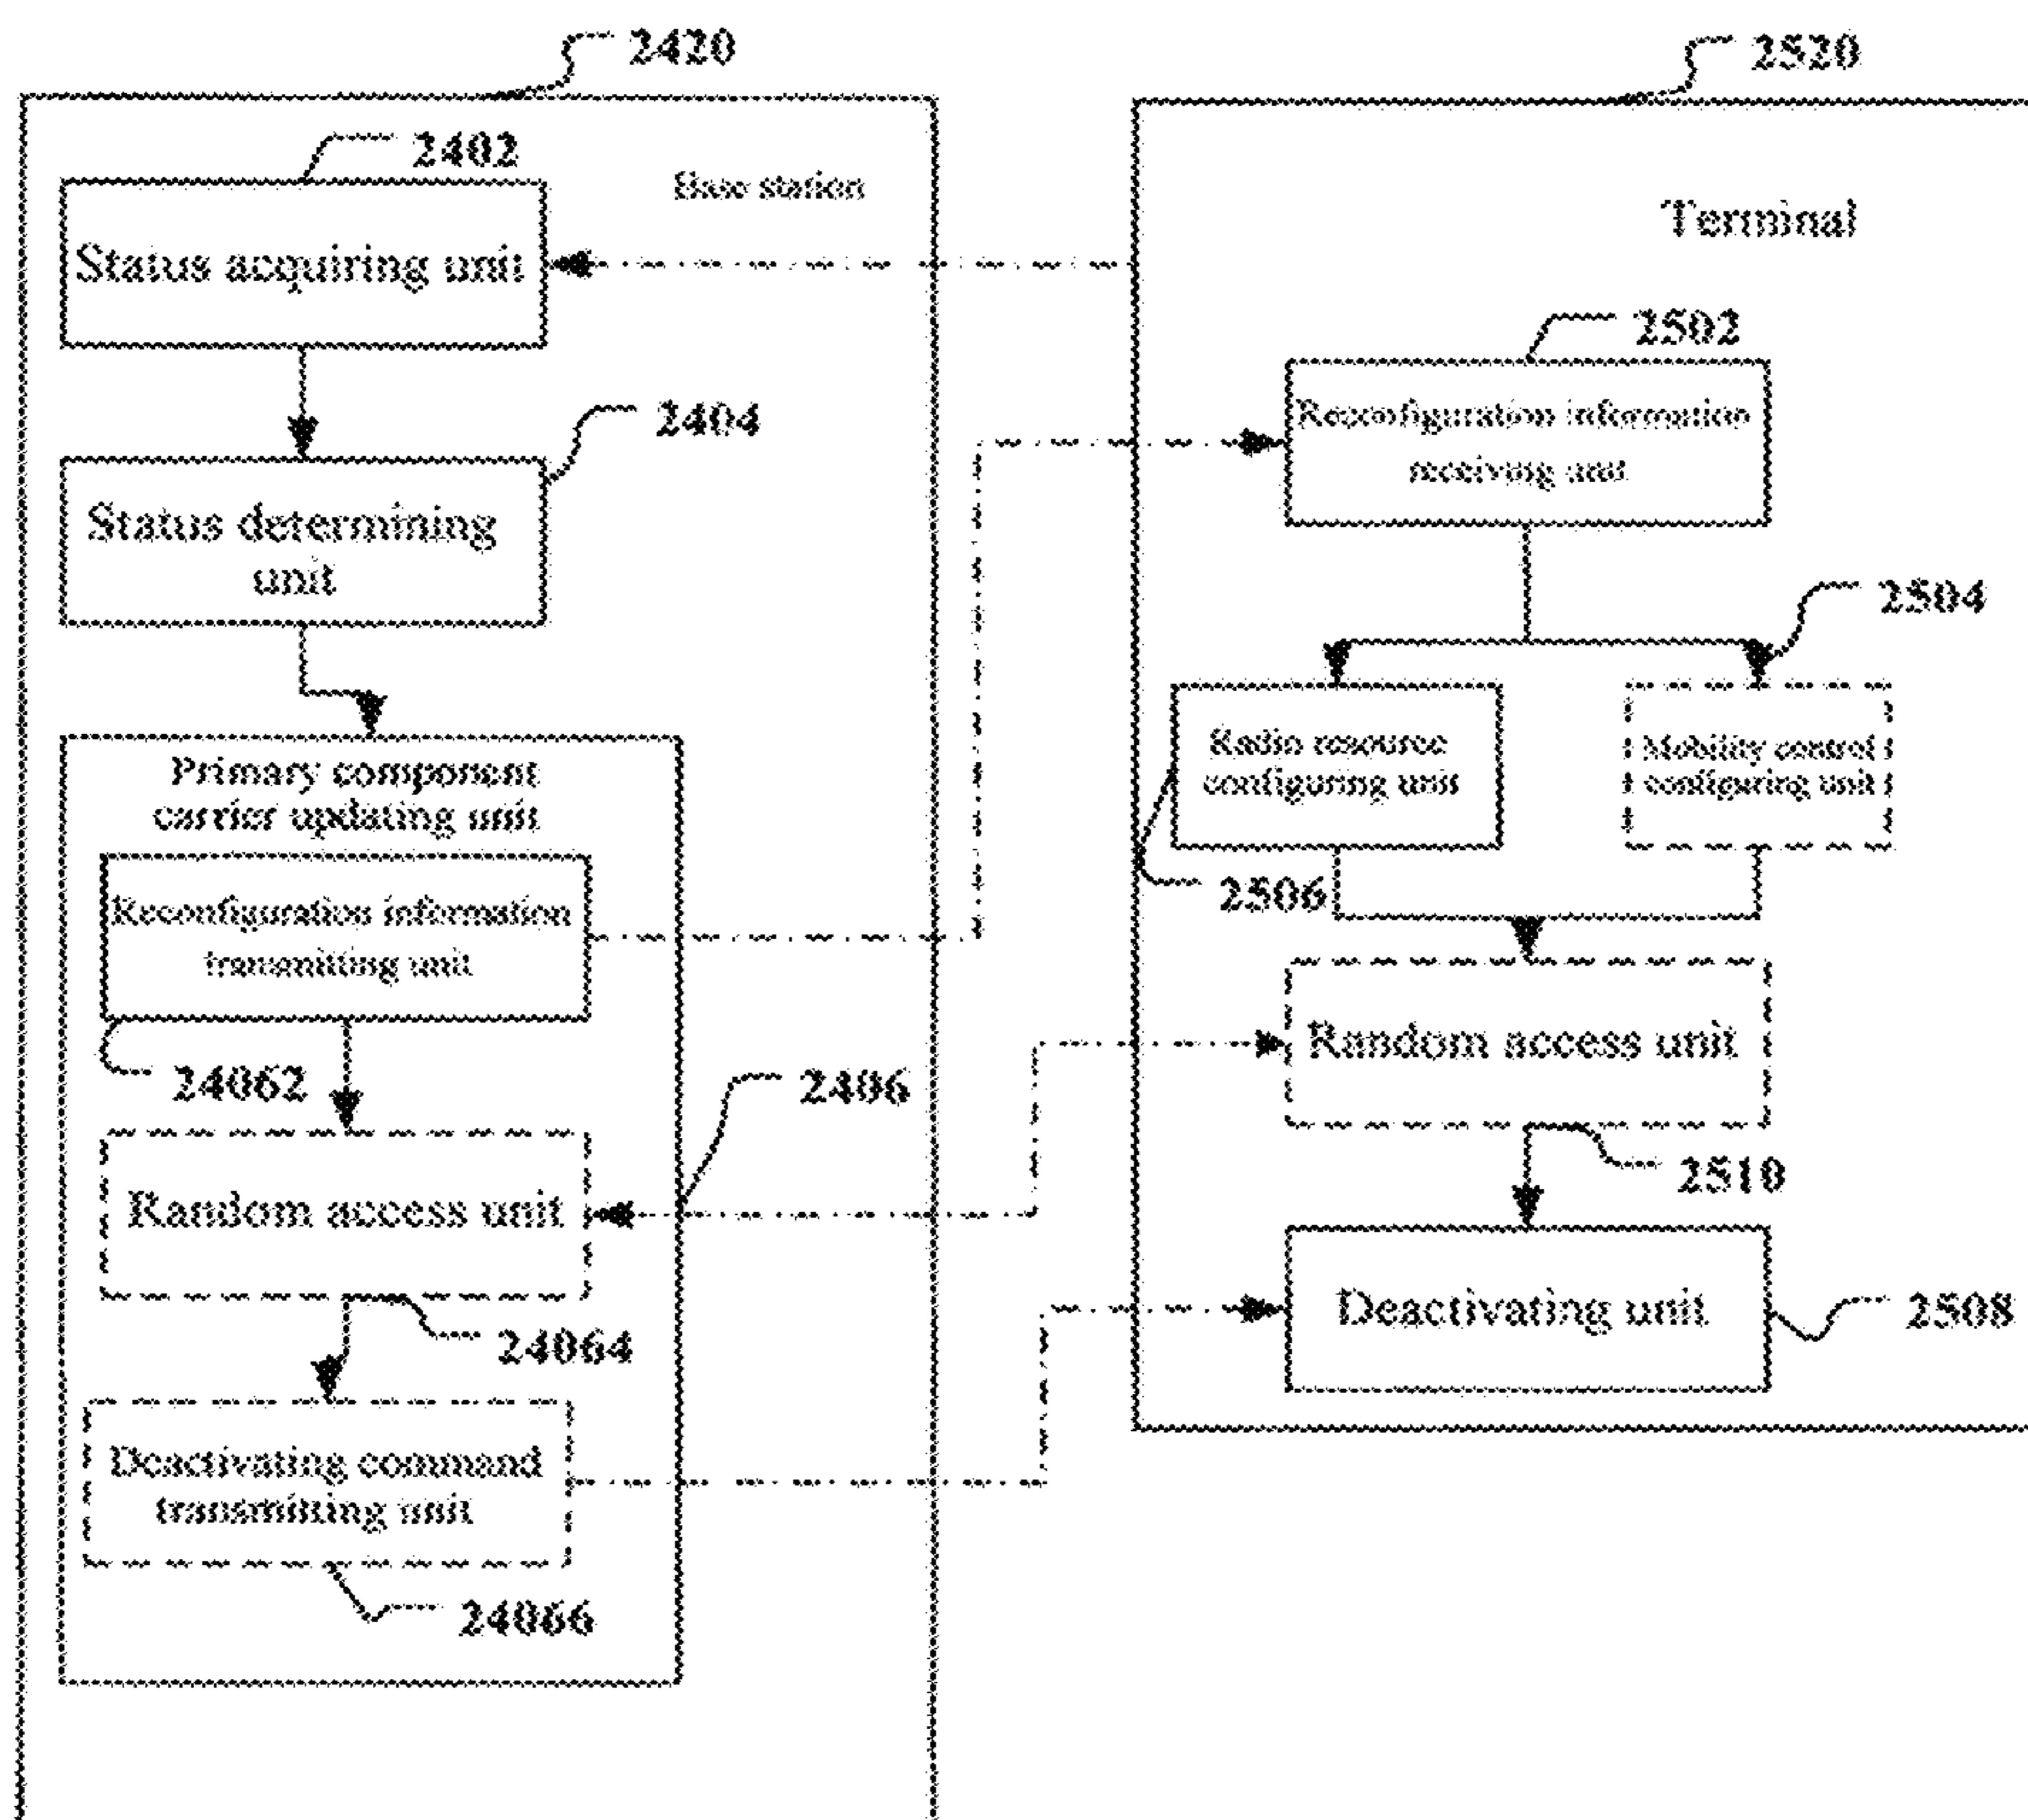 2420
2402
Base station
Status acquiring unit
2404
Status determining
unit
Primary component
carrier updating unit
Reconfiguration information
transmitting unit
24062
2406
Random access unit
24064
Deactivating command
transmitting unit
24066
2520
Terminal
2502
Reconfiguration information
receiving unit
2504
Radio resource
configuring unit
Mobility control
configuring unit
2506
Random access unit
2510
Deactivating unit
2508